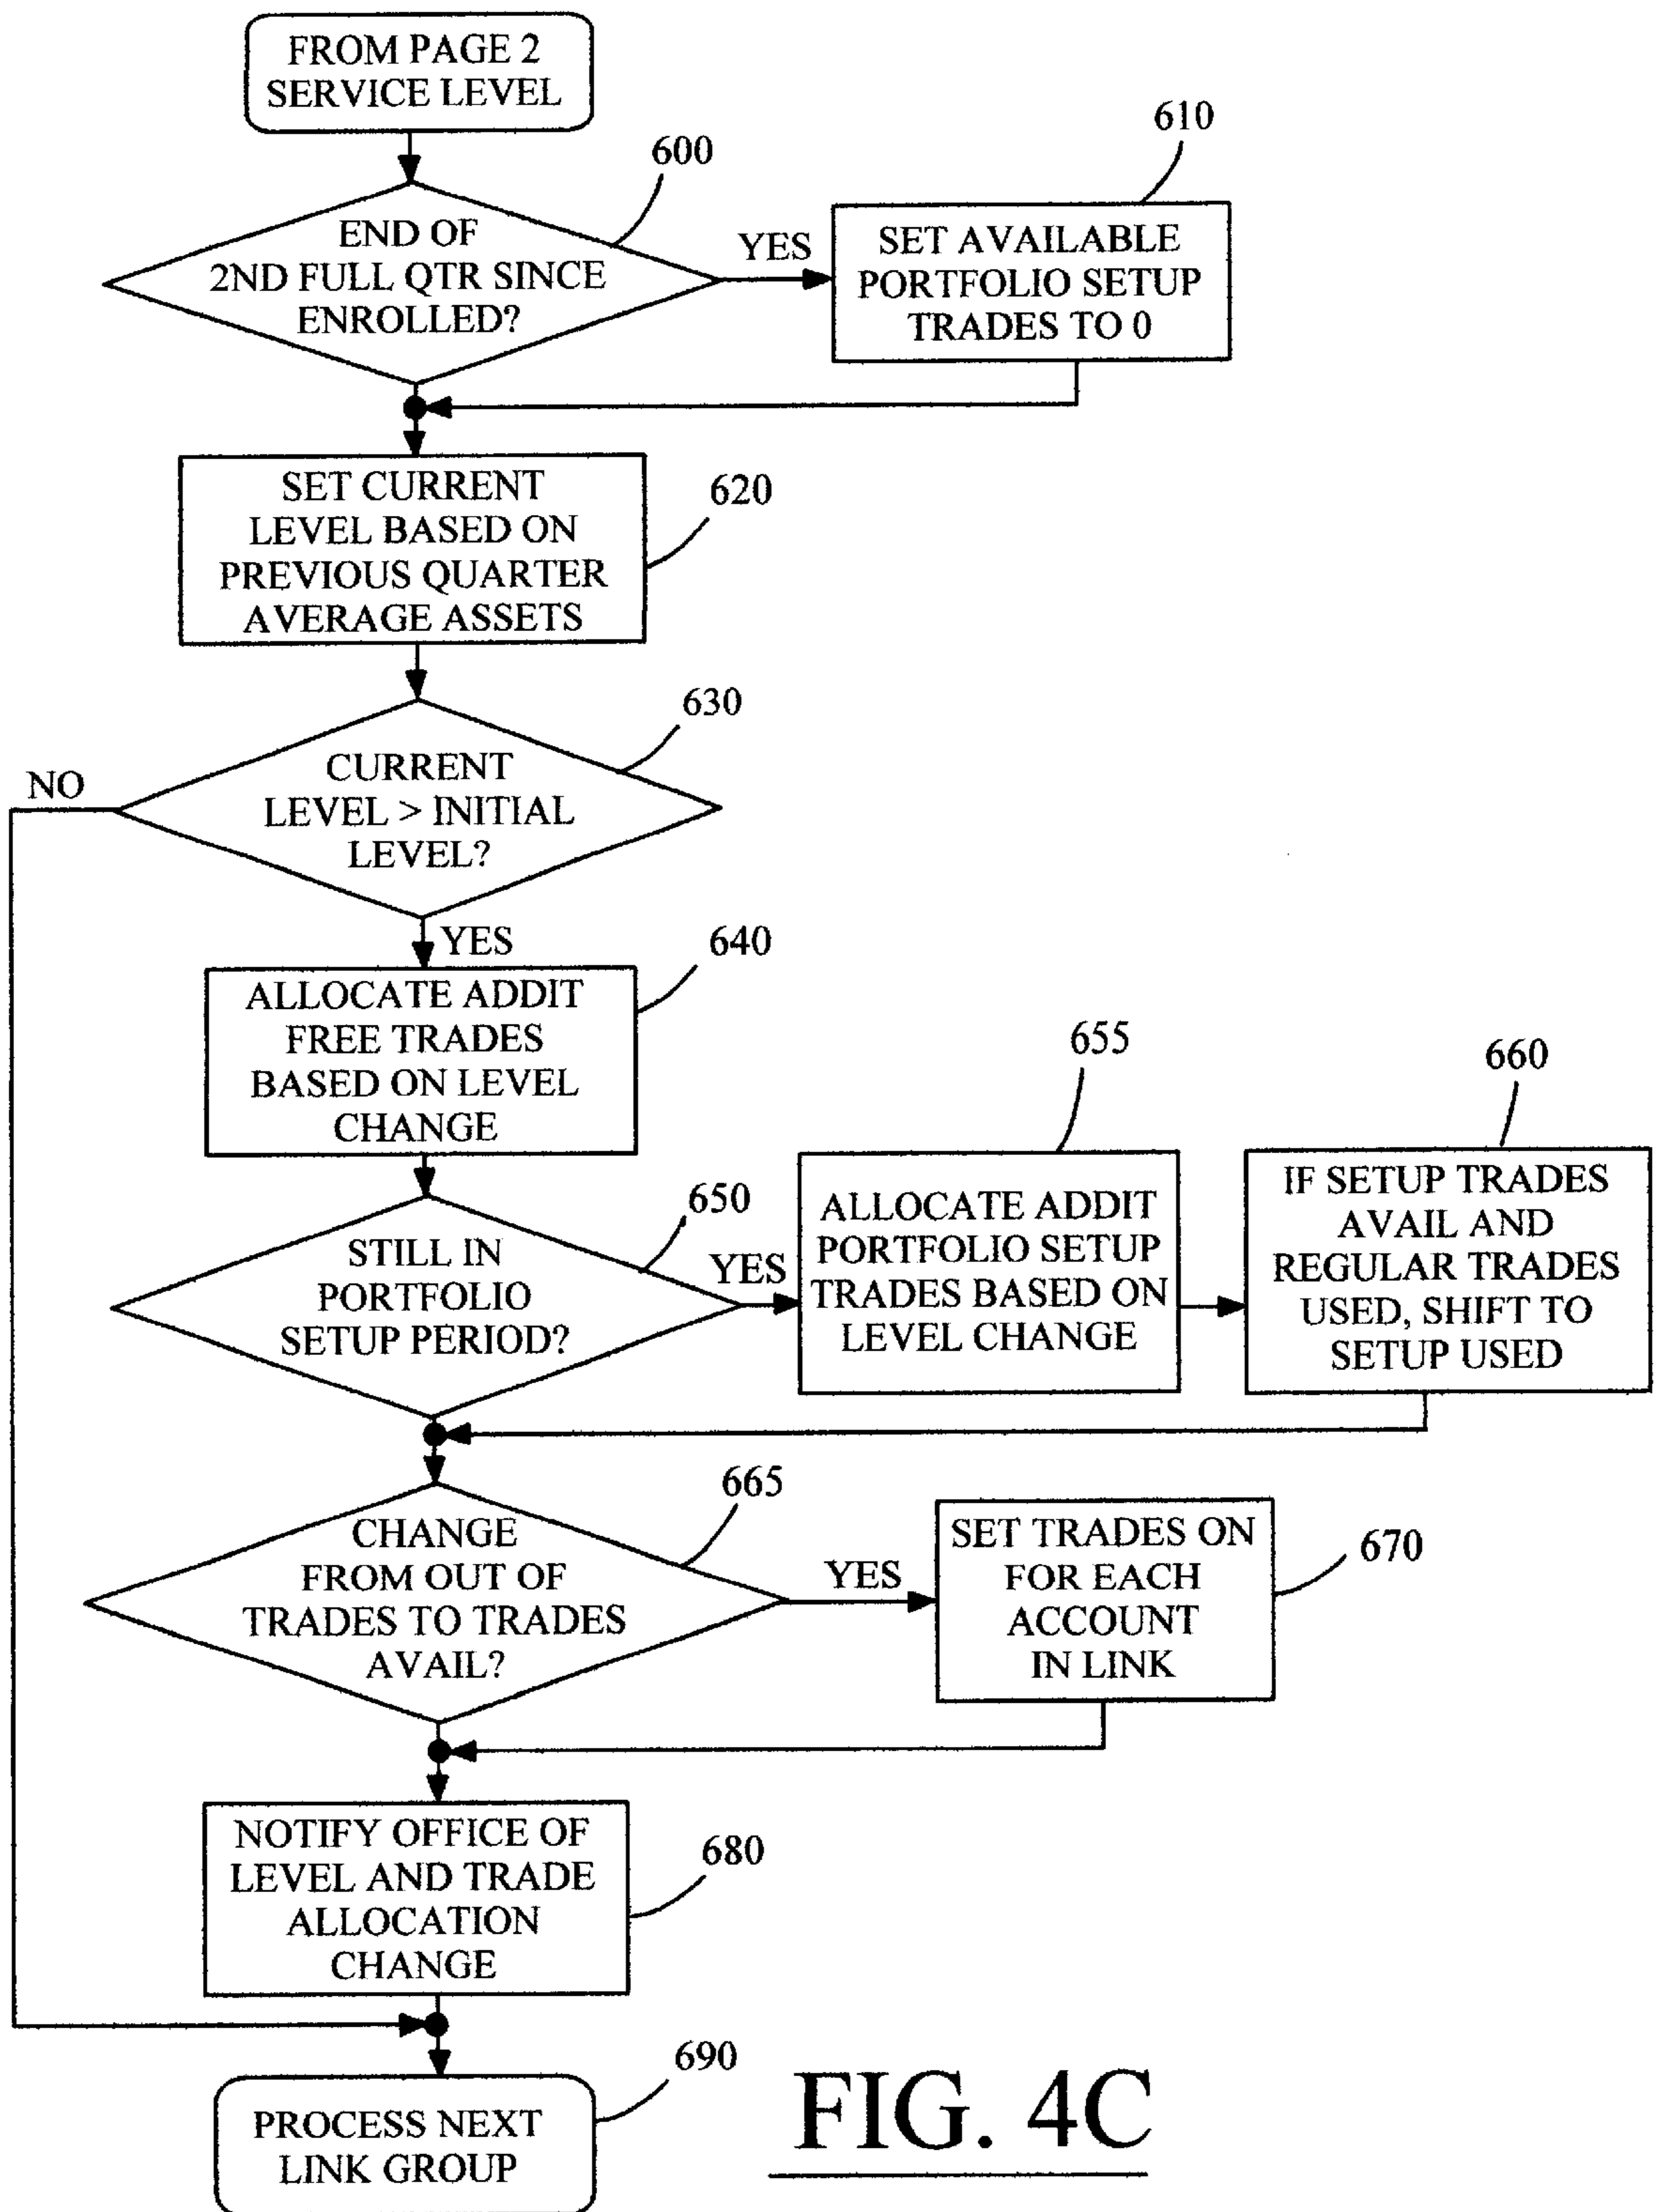 FROM PAGE 2
SERVICE LEVEL
600
END OF
2ND FULL QTR SINCE
ENROLLED?
YES
610
SET AVAILABLE
PORTFOLIO SETUP
TRADES TO 0
SET CURRENT
LEVEL BASED ON
PREVIOUS QUARTER
AVERAGE ASSETS
620
630
CURRENT
LEVEL > INITIAL
LEVEL?
NO
YES
640
ALLOCATE ADDIT
FREE TRADES
BASED ON LEVEL
CHANGE
650
STILL IN
PORTFOLIO
SETUP PERIOD?
YES
655
ALLOCATE ADDIT
PORTFOLIO SETUP
TRADES BASED ON
LEVEL CHANGE
660
IF SETUP TRADES
AVAIL AND
REGULAR TRADES
USED, SHIFT TO
SETUP USED
665
CHANGE
FROM OUT OF
TRADES TO TRADES
AVAIL?
YES
SET TRADES ON
FOR EACH
ACCOUNT
IN LINK
670
NOTIFY OFFICE OF
LEVEL AND TRADE
ALLOCATION
CHANGE
680
690
PROCESS NEXT
LINK GROUP
FIG. 4C